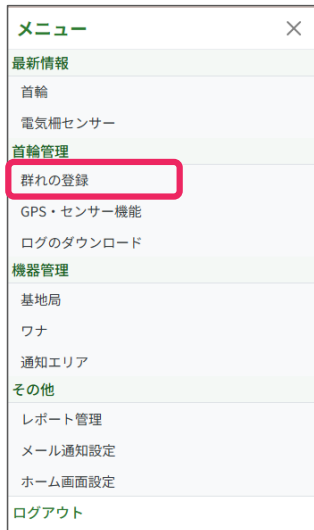 メニュー
最新情報
首輪
電気柵センサー
首輪管理
群れの登録
GPS・センサー機能
ログのダウンロード
機器管理
基地局
ワナ
通知エリア
その他
レポート管理
メール通知設定
ホーム画面設定
ログアウト